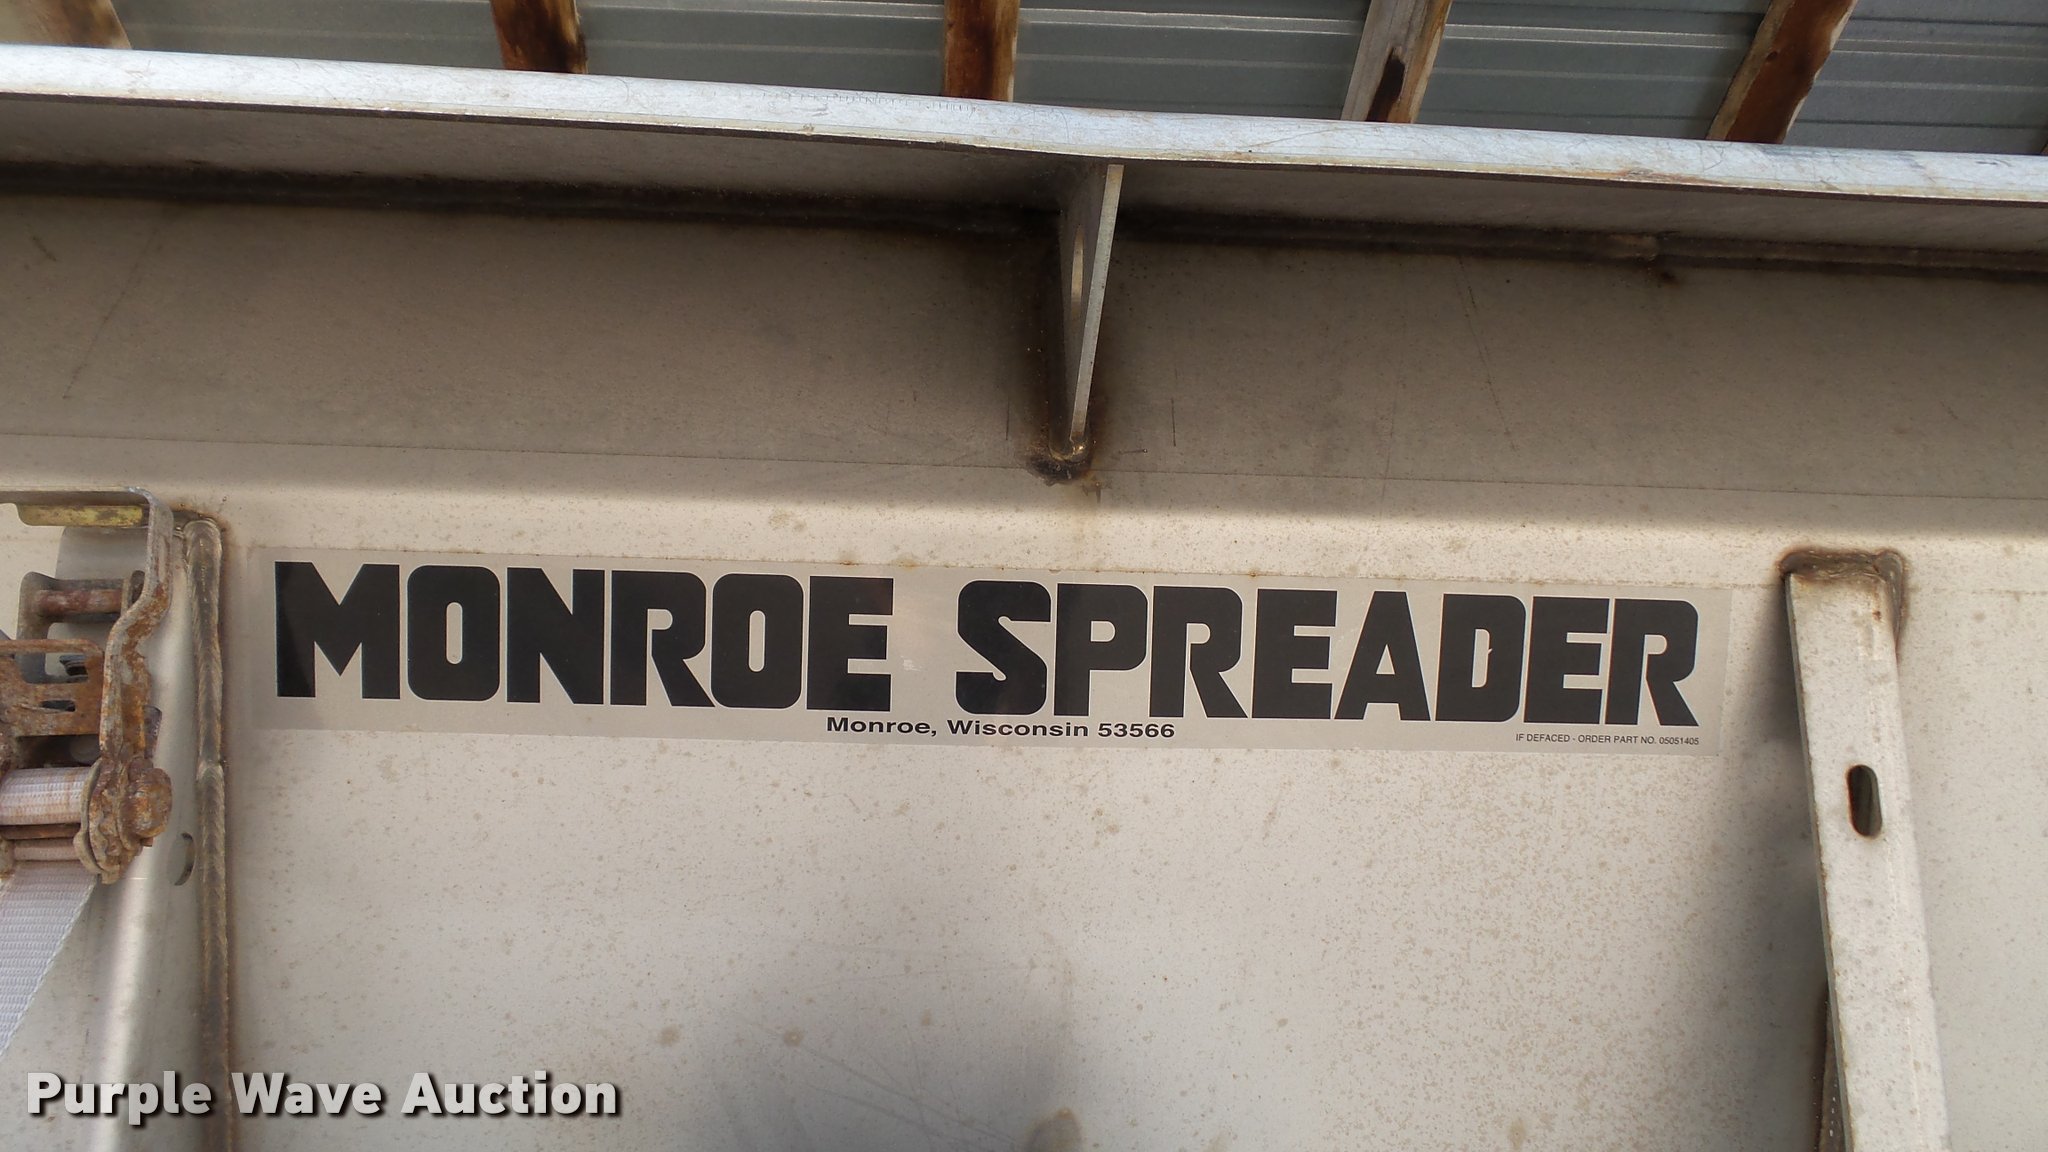 MONROE SPREADER
Monroe, Wisconsin 53566
IF DEFACED - ORDER PART NO. 05051405
Purple Wave Auction